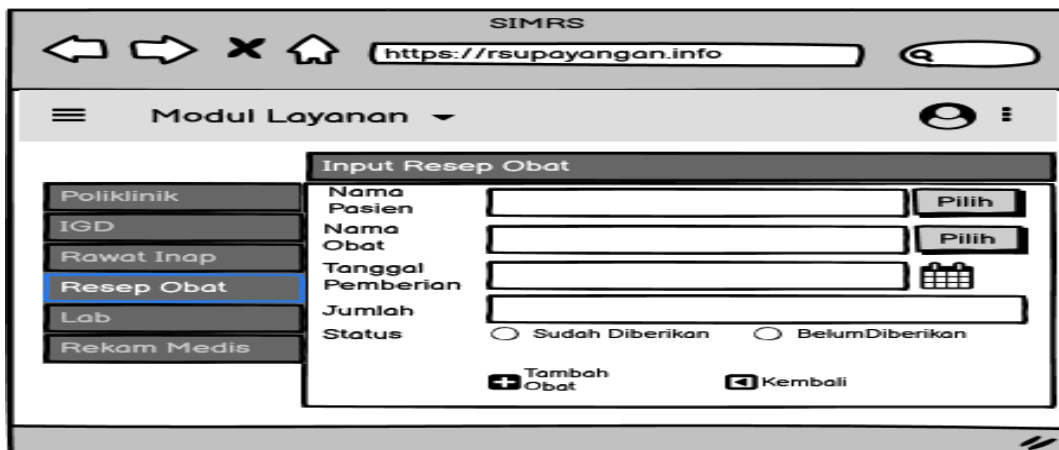 SIMRS
https://rsupayangan.info
Modul Layanan
Input Resep Obat
Poliklinik
IGD
Rawat Inap
Resep Obat
Lab
Rekam Medis
Nama
Pasien
Pilih
Nama
Obat
Pilih
Tanggal
Pemberian
Jumlah
Status
Sudah Diberikan
BelumDiberikan
Tambah
Obat
Kembali